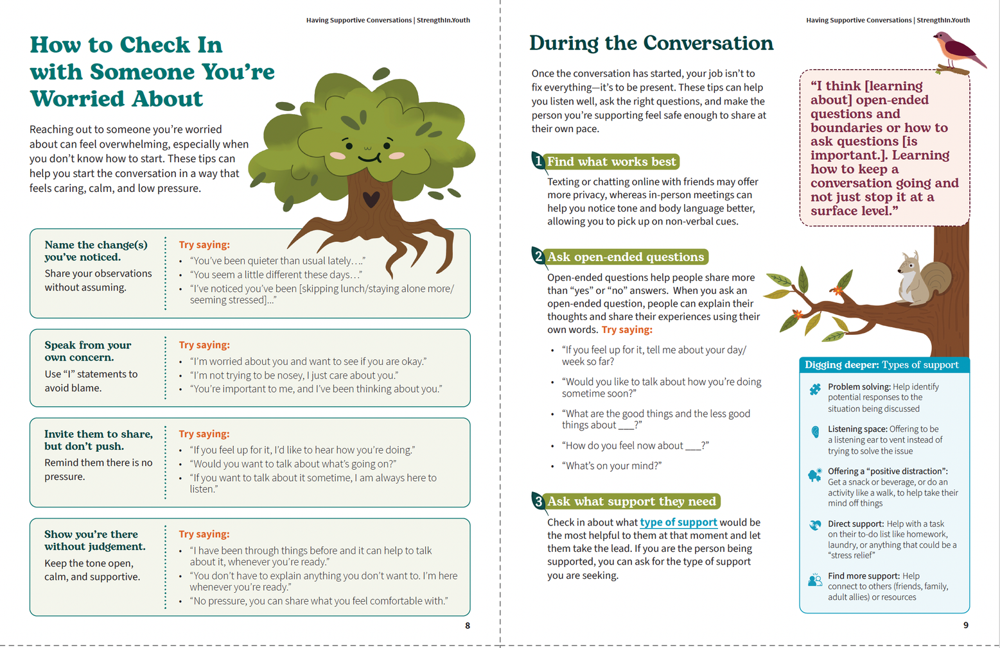 Having Supportive Conversations | StrengthIn.Youth
How to Check In
with Someone You’re
Worried About
Reaching out to someone you’re worried
about can feel overwhelming, especially when
you don’t know how to start. These tips can
help you start the conversation in a way that
feels caring, calm, and low pressure.
Name the change(s)
you’ve noticed.
Share your observations
without assuming.
Try saying:
• “You’ve been quieter than usual lately….”
• “You seem a little different these days…”
• “I’ve noticed you’ve been [skipping lunch/staying alone more/
seeming stressed]...”
Speak from your
own concern.
Use “I” statements to
avoid blame.
Try saying:
• “I’m worried about you and want to see if you are okay.”
• “I’m not trying to be nosey, I just care about you.”
• “You’re important to me, and I’ve been thinking about you.”
Invite them to share,
but don’t push.
Remind them there is no
pressure.
Try saying:
• “If you feel up for it, I’d like to hear how you’re doing.”
• “Would you want to talk about what’s going on?”
• “If you want to talk about it sometime, I am always here to
listen.”
Show you’re there
without judgement.
Keep the tone open,
calm, and supportive.
Try saying:
• “I have been through things before and it can help to talk
about it, whenever you’re ready.”
• “You don’t have to explain anything you don’t want to. I’m here
whenever you’re ready.”
• “No pressure, you can share what you feel comfortable with.”
8
Having Supportive Conversations | StrengthIn.Youth
During the Conversation
Once the conversation has started, your job isn’t to
fix everything—it’s to be present. These tips can help
you listen well, ask the right questions, and make the
person you’re supporting feel safe enough to share at
their own pace.
1 Find what works best
Texting or chatting online with friends may offer
more privacy, whereas in-person meetings can
help you notice tone and body language better,
allowing you to pick up on non-verbal cues.
2 Ask open-ended questions
Open-ended questions help people share more
than “yes” or “no” answers. When you ask an
open-ended question, people can explain their
thoughts and share their experiences using their
own words. Try saying:
• “If you feel up for it, tell me about your day/
week so far?
• “Would you like to talk about how you’re doing
sometime soon?”
• “What are the good things and the less good
things about ___?”
• “How do you feel now about ___?”
• “What’s on your mind?”
3 Ask what support they need
Check in about what type of support would be
the most helpful to them at that moment and let
them take the lead. If you are the person being
supported, you can ask for the type of support
you are seeking.
“I think [learning
about] open-ended
questions and
boundaries or how to
ask questions [is
important.]. Learning
how to keep a
conversation going and
not just stop it at a
surface level.”
Digging deeper: Types of support
Problem solving: Help identify
potential responses to the
situation being discussed
Listening space: Offering to be
a listening ear to vent instead of
trying to solve the issue
Offering a “positive distraction”:
Get a snack or beverage, or do an
activity like a walk, to help take their
mind off things
Direct support: Help with a task
on their to-do list like homework,
laundry, or anything that could be a
“stress relief”
Find more support: Help
connect to others (friends, family,
adult allies) or resources
9